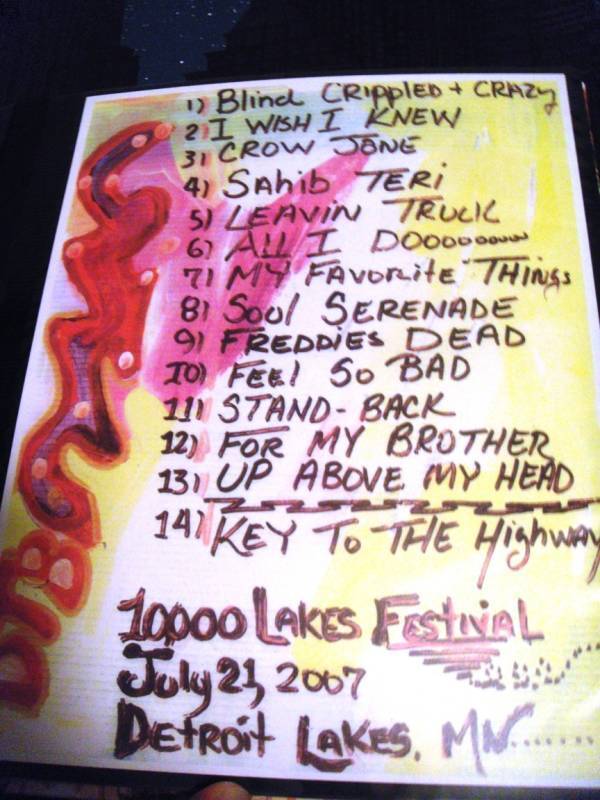 1) Blind CRippLED + CRAZy
2) I WISH I KNEW
3) CROW JANE
4) SAhib TERi
5) LEAVIN TRUCK
6) All I DOooooooow
7) MY FAVORite THINGS
8) Soul SERENADE
9) FREDDIEs DEAD
10) FEEl So BAD
11) STAND-BACK
12) FOR MY BROTHER
13) UP ABOVE MY HEAD
14) KEY To THE HighwAy
10,000 LAKES FESTIVAL
July 21, 2007
DETROit LAKES, MN.......
DTB